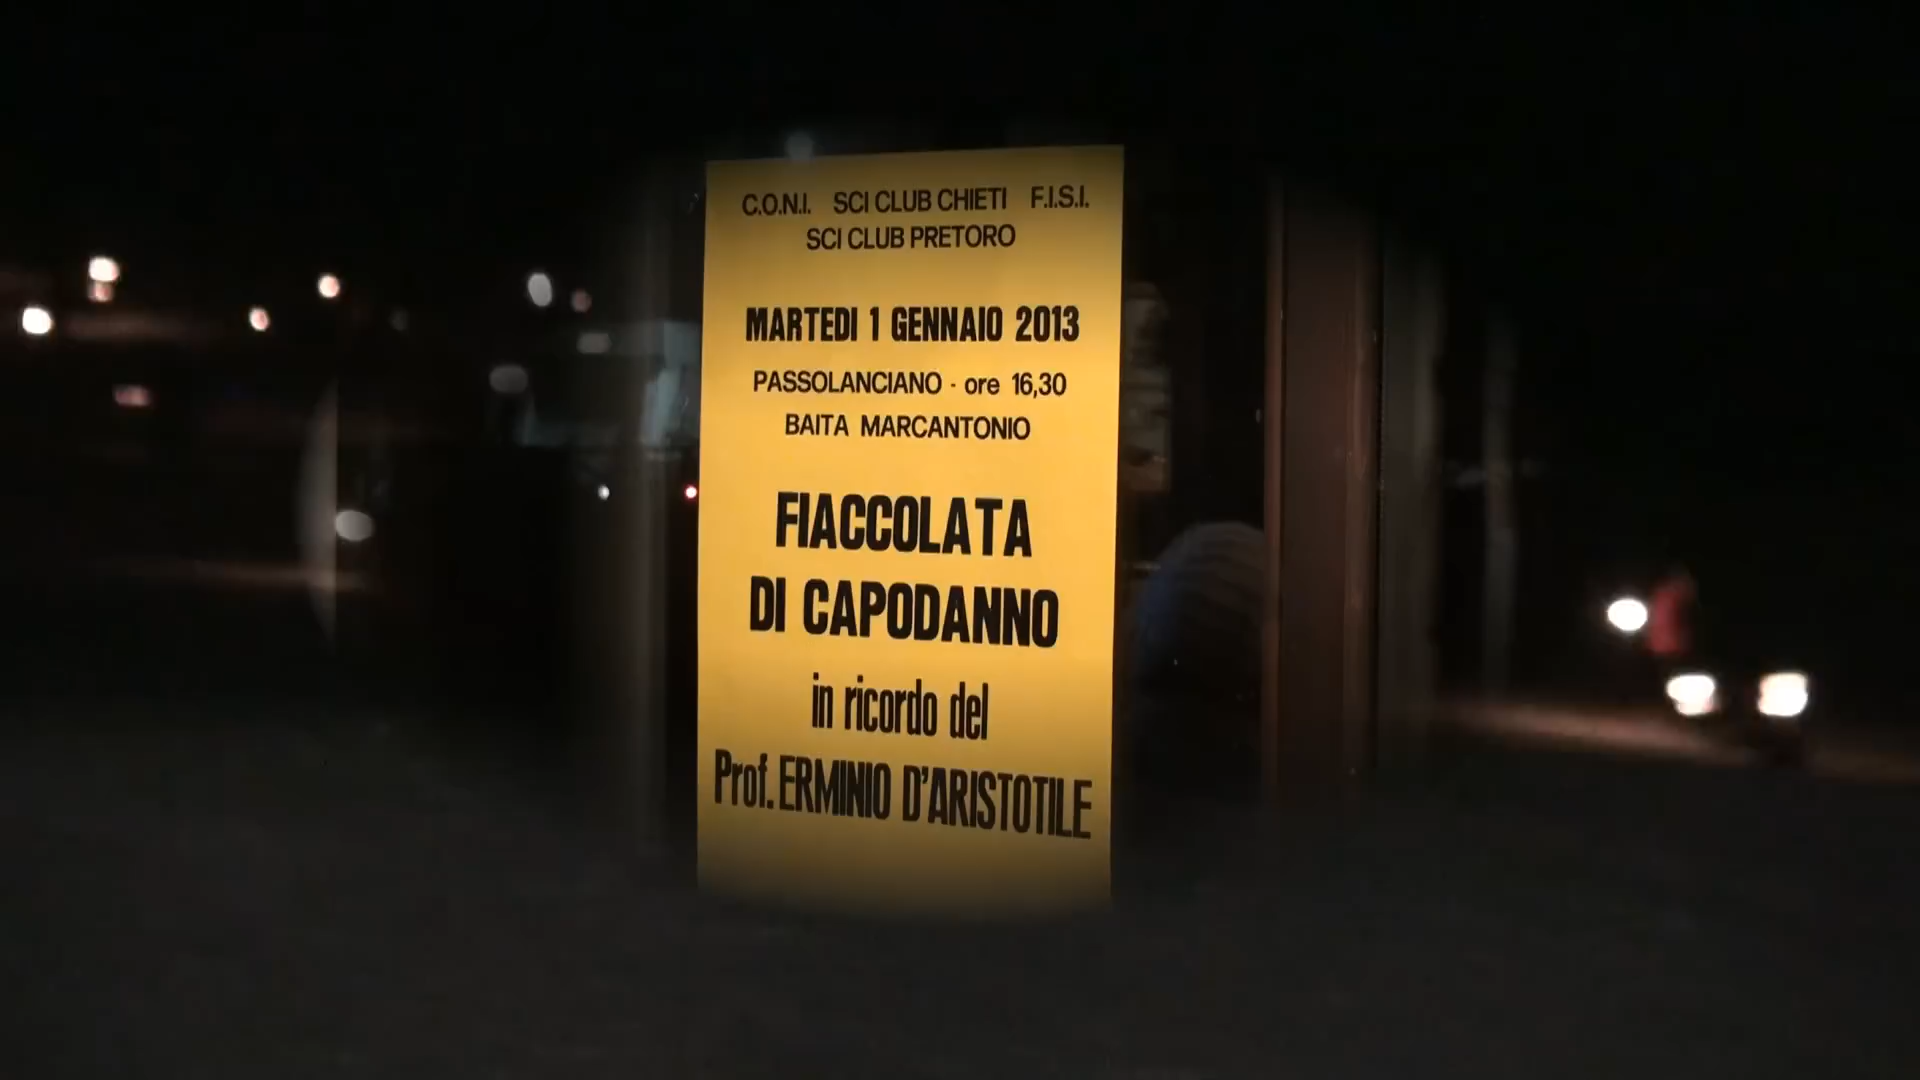 C.O.N.I. SCI CLUB CHIETI F.I.S.I.
SCI CLUB PRETORO
MARTEDI 1 GENNAIO 2013
PASSOLANCIANO - ore 16,30
BAITA MARCANTONIO
FIACCOLATA
DI CAPODANNO
in ricordo del
Prof. ERMINIO D'ARISTOTILE